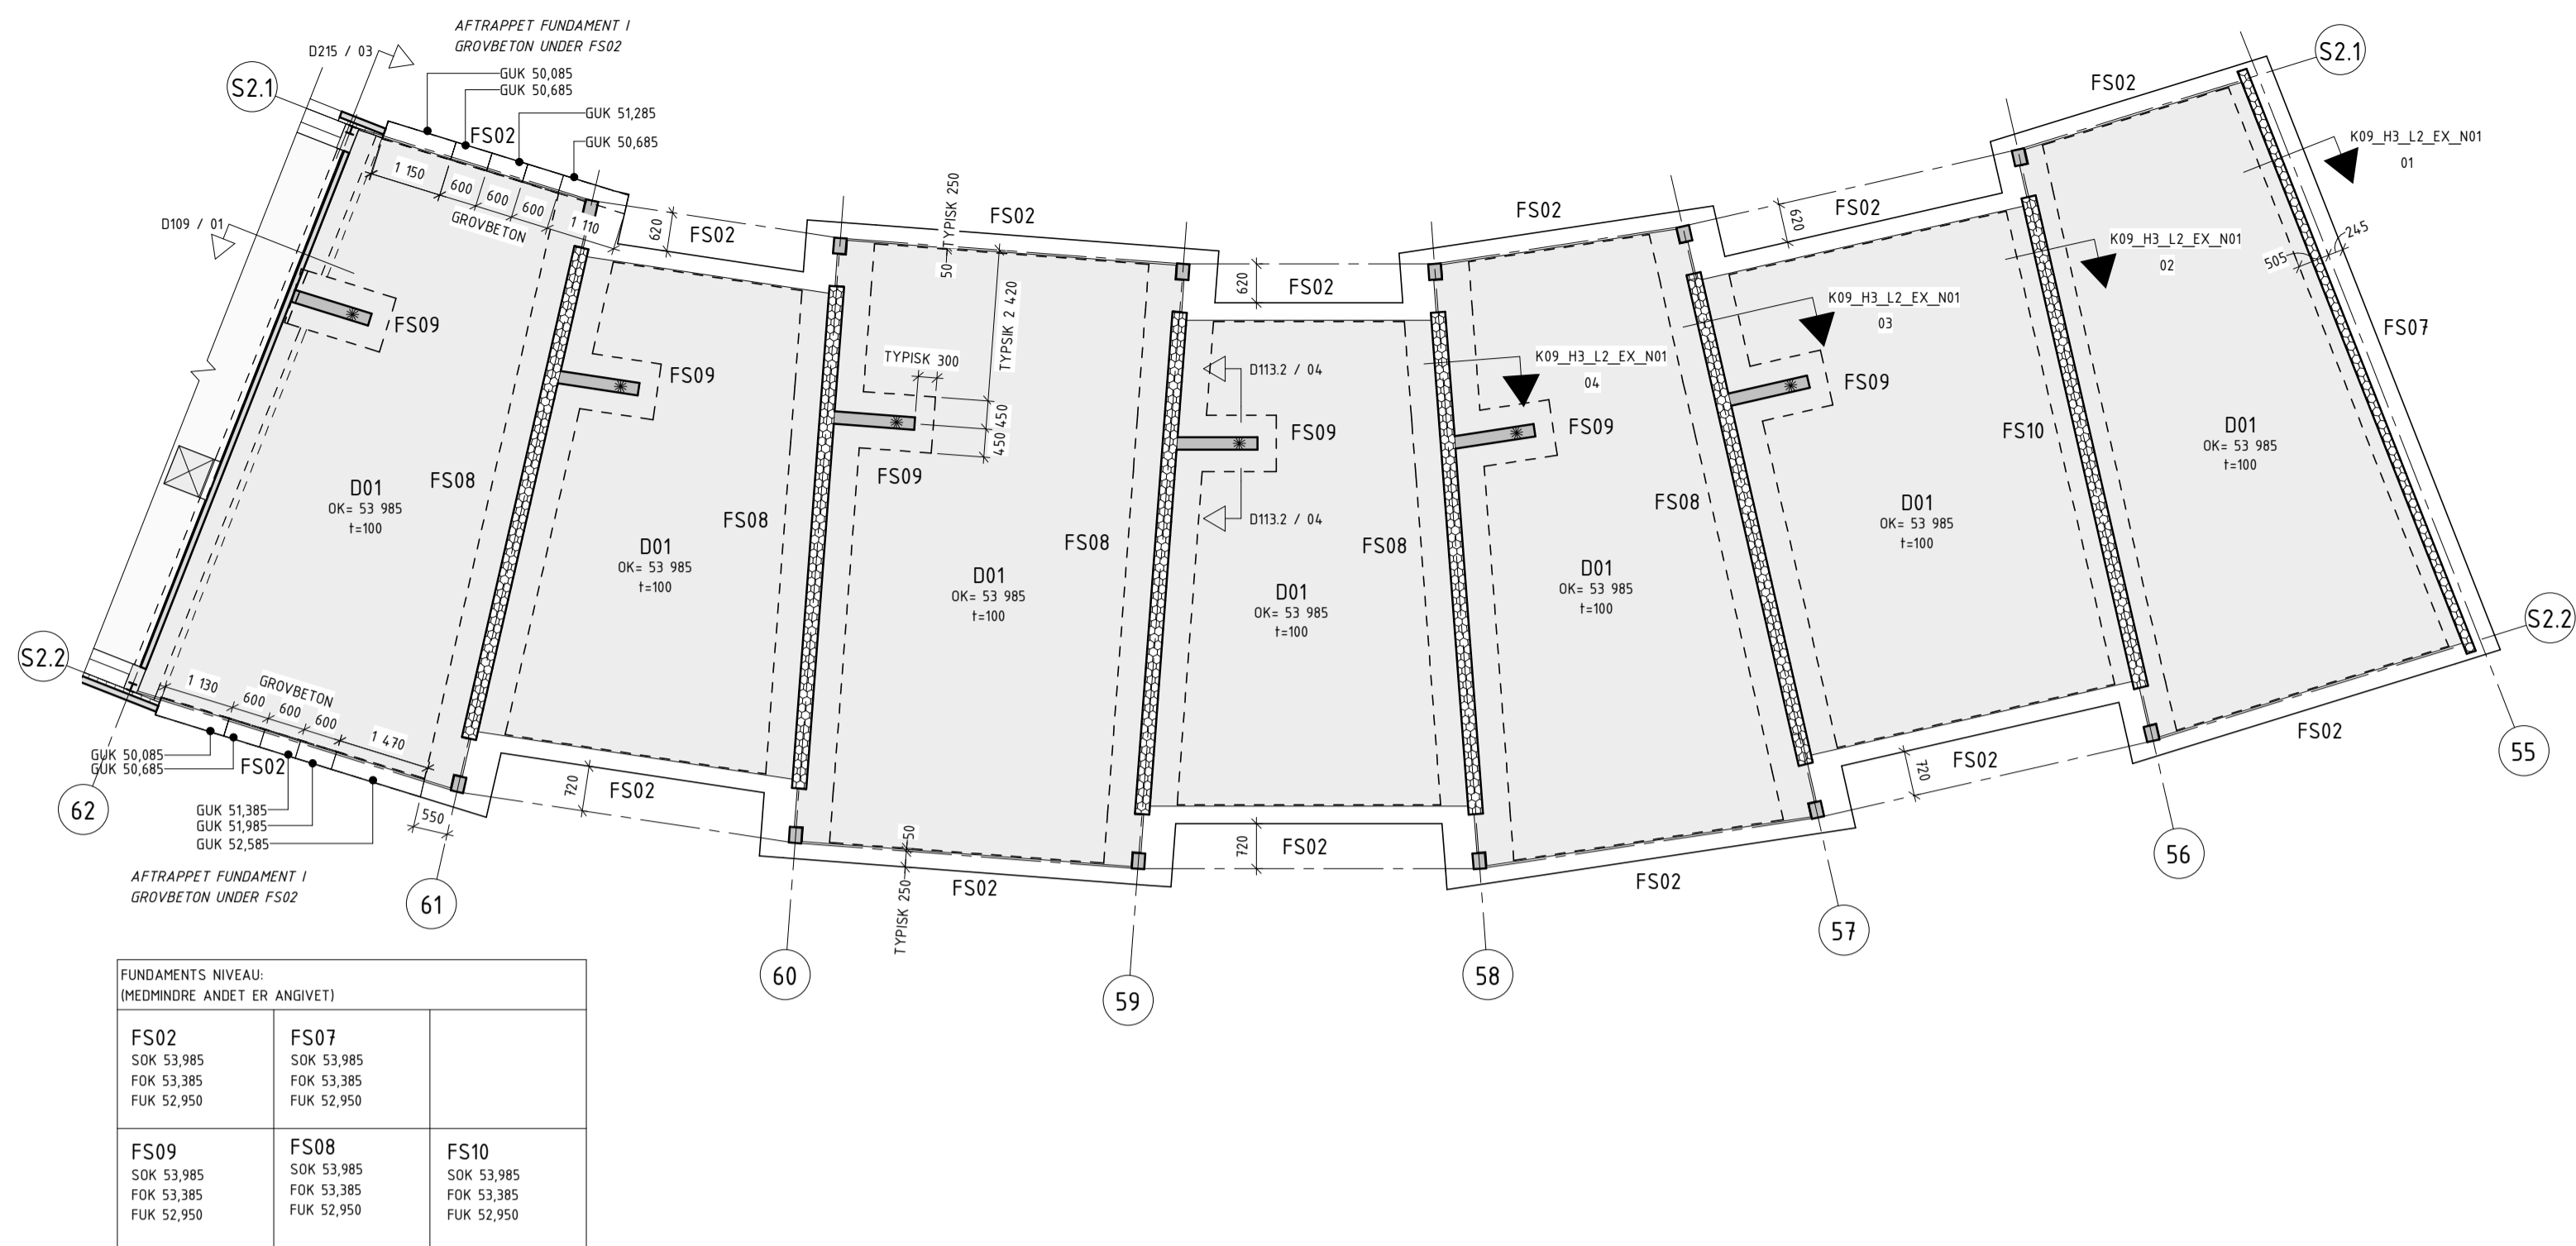 AFTRAPPET FUNDAMENT I
GROVBETON UNDER FS02
D215 / 03
GUK 50,085
GUK 50,685
GUK 51,285
GUK 50,685
S2.1
FS02
1 150
600
600
600
1 110
GROVBETON
D109 / 01
FS09
620
FS02
FS09
FS08
D01
OK= 53 985
t=100
FS08
D01
OK= 53 985
t=100
S2.2
1 130
600
600
600
1 470
GROVBETON
GUK 50,085
GUK 50,685
FS02
GUK 51,385
GUK 51,985
GUK 52,585
550
AFTRAPPET FUNDAMENT I
GROVBETON UNDER FS02
62
61
720
FS02
TYPISK 250
50
FS02
TYPSIK 2 420
TYPISK 300
450
450
FS09
FS08
D01
OK= 53 985
t=100
50
TYPISK 250
FS02
60
59
620
FS02
D113.2 / 04
FS09
D113.2 / 04
FS08
D01
OK= 53 985
t=100
720
FS02
58
FS02
K09_H3_L2_EX_N01
04
FS09
FS08
D01
OK= 53 985
t=100
FS02
57
620
FS02
K09_H3_L2_EX_N01
03
FS09
FS10
D01
OK= 53 985
t=100
720
FS02
56
FS02
S2.1
K09_H3_L2_EX_N01
01
K09_H3_L2_EX_N01
02
245
505
FS07
D01
OK= 53 985
t=100
S2.2
FS02
55
FUNDAMENTS NIVEAU:
(MEDMINDRE ANDET ER ANGIVET)
FS02
SOK 53,985
FOK 53,385
FUK 52,950
FS07
SOK 53,985
FOK 53,385
FUK 52,950
FS09
SOK 53,985
FOK 53,385
FUK 52,950
FS08
SOK 53,985
FOK 53,385
FUK 52,950
FS10
SOK 53,985
FOK 53,385
FUK 52,950